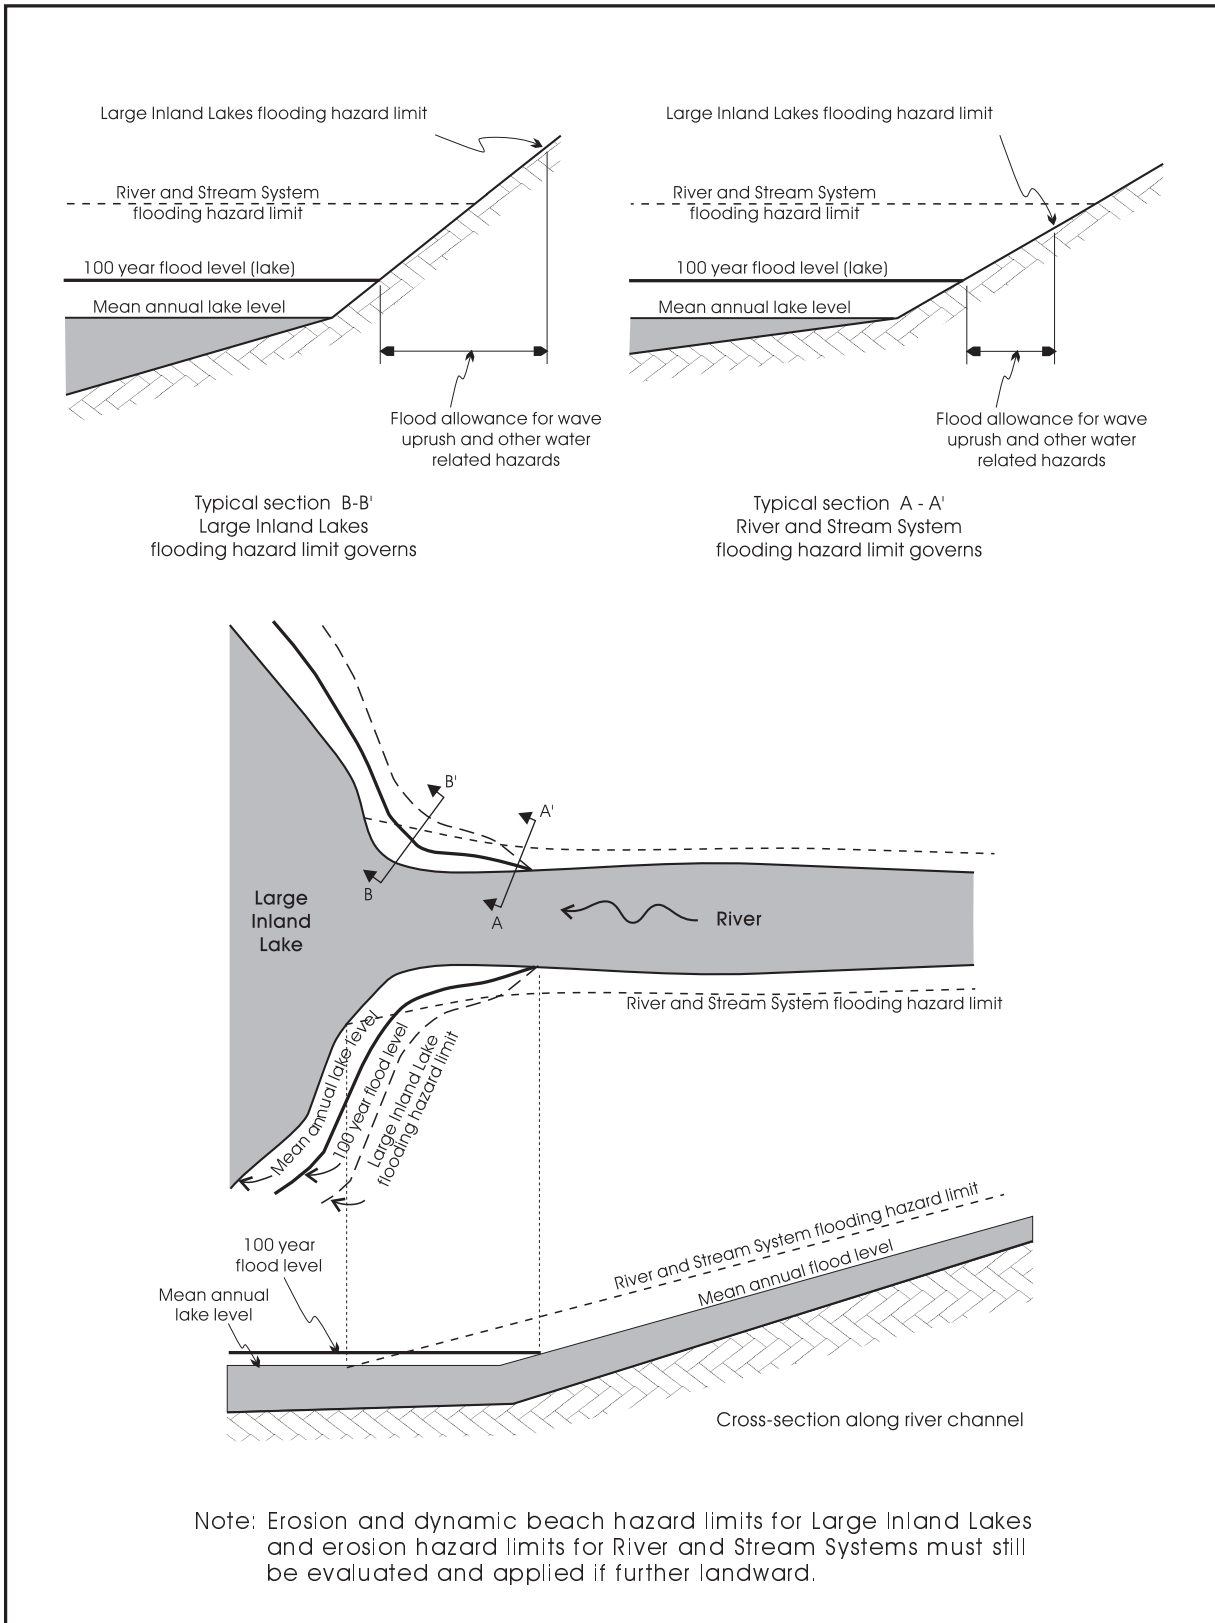 Large Inland Lakes flooding hazard limit
River and Stream System
flooding hazard limit
100 year flood level (lake)
Mean annual lake level
Flood allowance for wave
uprush and other water
related hazards
Typical section B-B'
Large Inland Lakes
flooding hazard limit governs
Large Inland Lakes flooding hazard limit
River and Stream System
flooding hazard limit
100 year flood level (lake)
Mean annual lake level
Flood allowance for wave
uprush and other water
related hazards
Typical section A - A'
River and Stream System
flooding hazard limit governs
B'
A'
B
A
Large
Inland
Lake
River
River and Stream System flooding hazard limit
Mean annual lake level
100 year flood level
Large Inland Lake
flooding hazard limit
100 year
flood level
Mean annual
lake level
River and Stream System flooding hazard limit
Mean annual flood level
Cross-section along river channel
Note: Erosion and dynamic beach hazard limits for Large Inland Lakes
and erosion hazard limits for River and Stream Systems must still
be evaluated and applied if further landward.